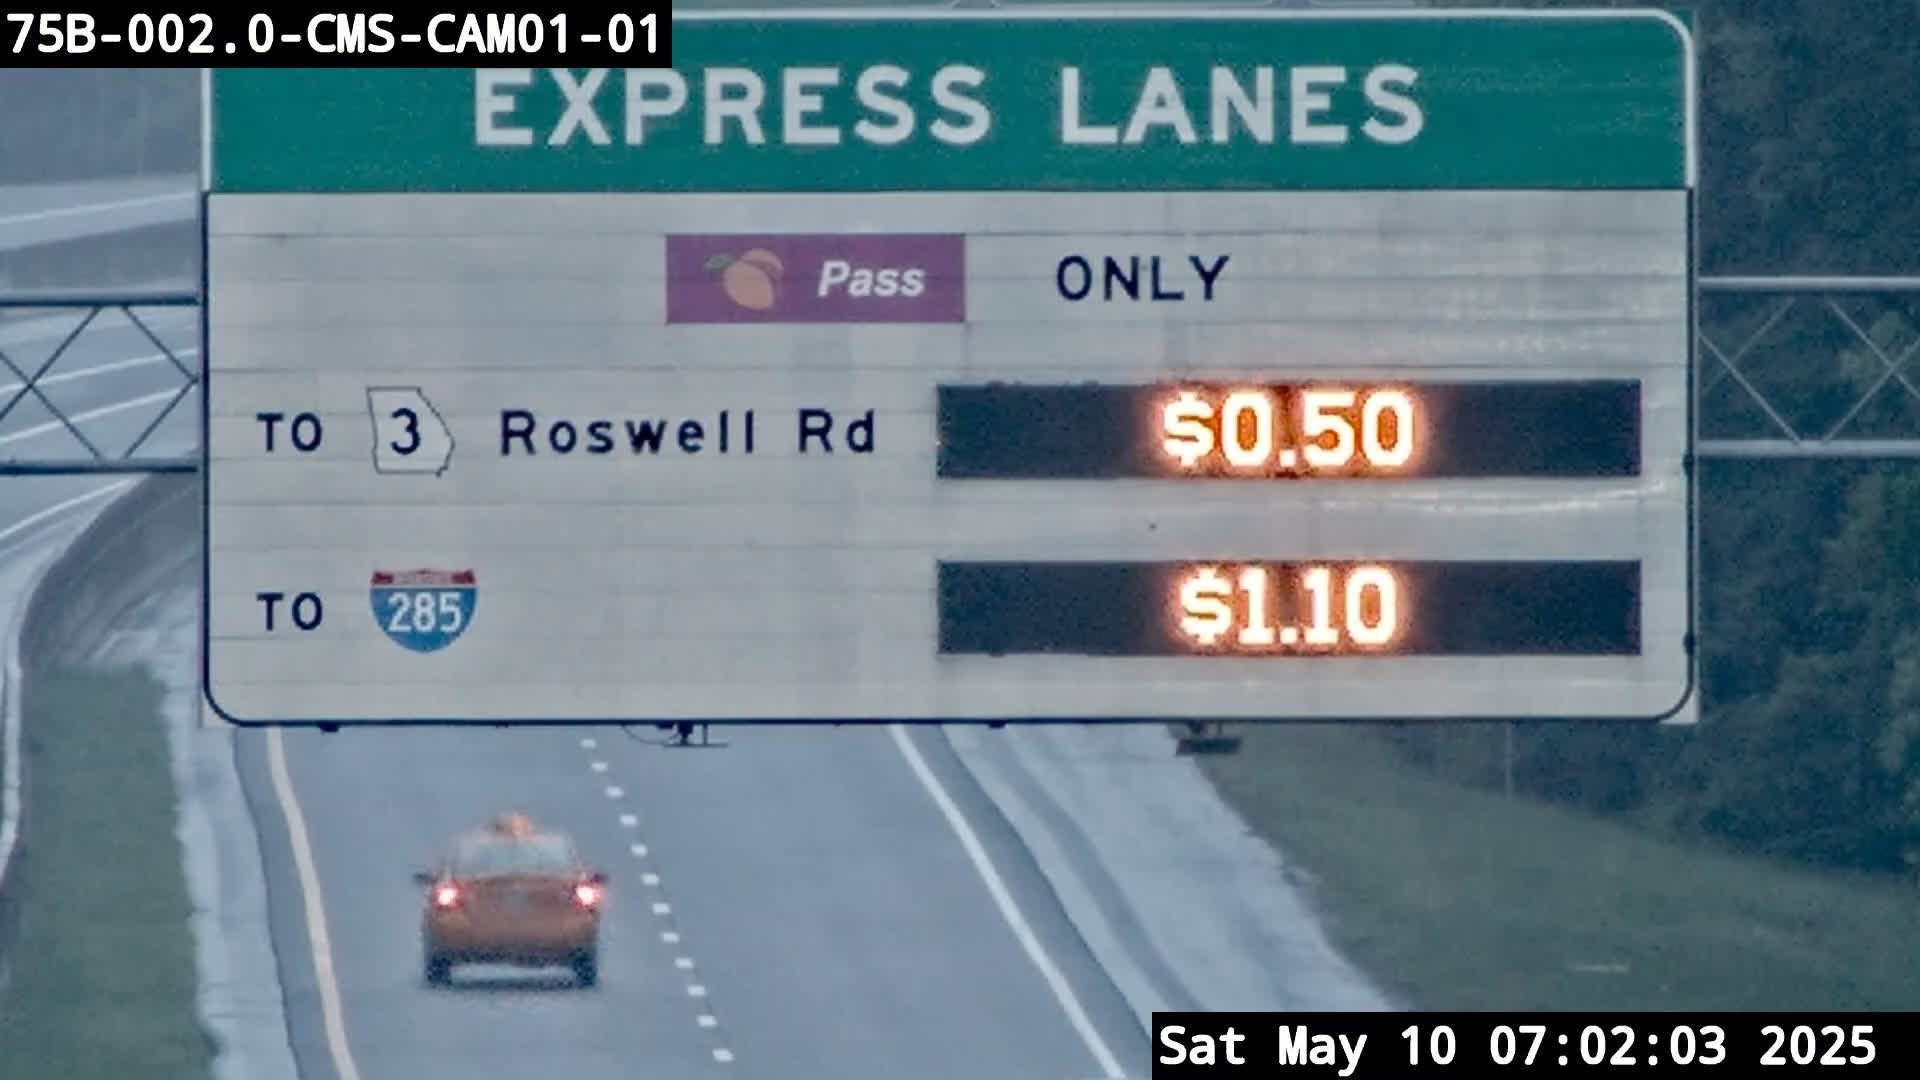 75B-002.0-CMS-CAM01-01
EXPRESS LANES
Pass ONLY
TO 3 Roswell Rd $0.50
TO 285 $1.10
Sat May 10 07:02:03 2025